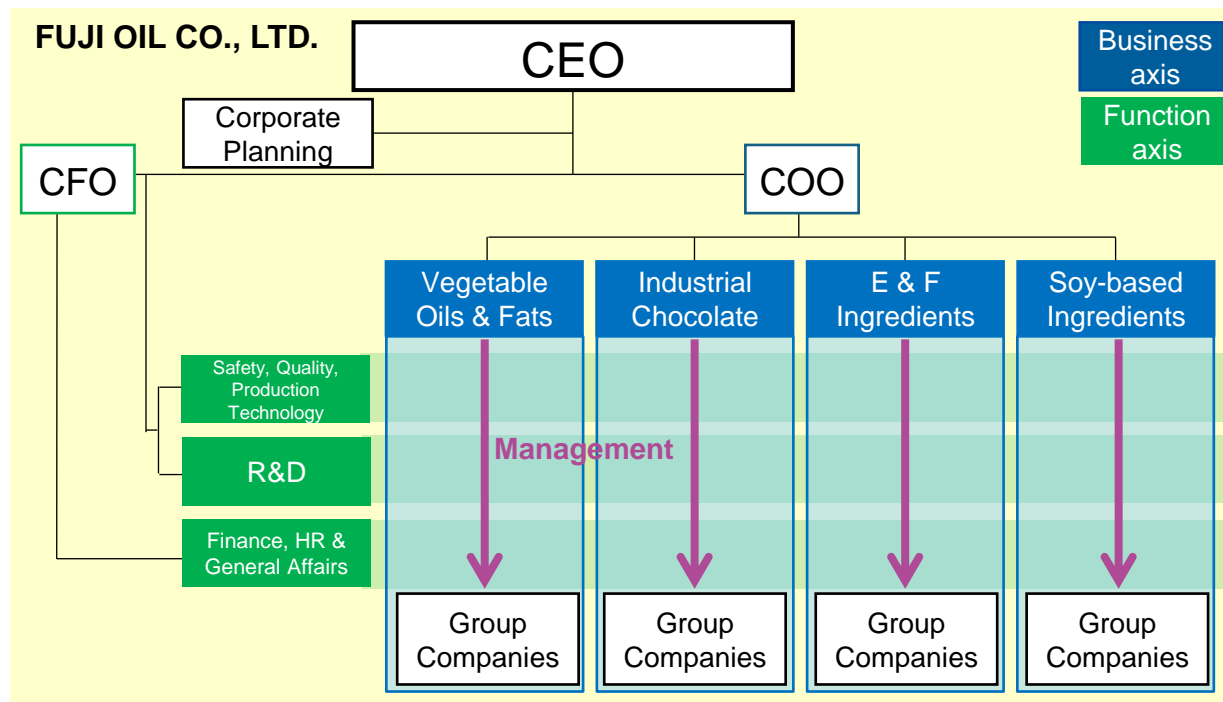 FUJI OIL CO., LTD.
CEO
Business
axis
Function
axis
Corporate
Planning
CFO
COO
Vegetable
Oils & Fats
Industrial
Chocolate
E & F
Ingredients
Soy-based
Ingredients
Safety, Quality,
Production
Technology
Management
R&D
Finance, HR &
General Affairs
Group
Companies
Group
Companies
Group
Companies
Group
Companies